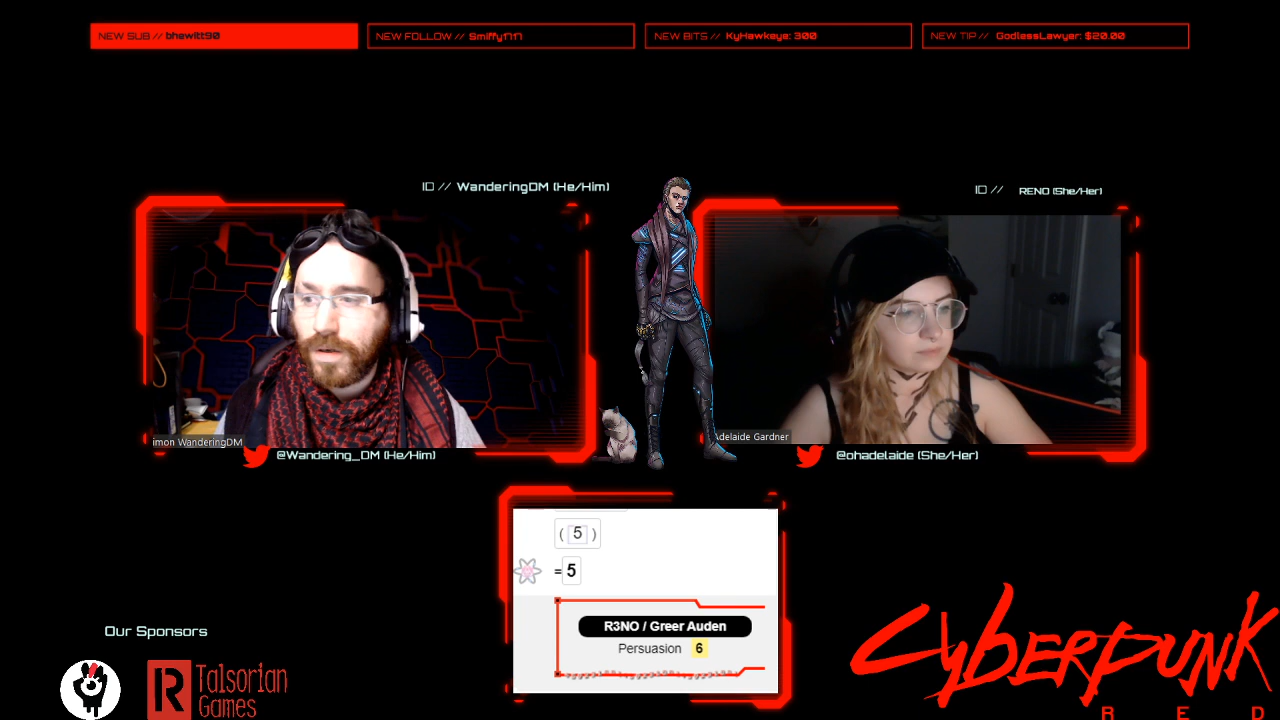 NEW SUB // bhewitt90
NEW FOLLOW // Smiffy1717
NEW BITS // KyHawkeye: 300
NEW TIP // GodlessLawyer: $20.00
ID // WanderingDM (He/Him)
ID // RENO (She/Her)
imon WanderingDM
Adelaide Gardner
@Wandering_DM (He/Him)
@ohadelaide (She/Her)
( 5 )
=5
R3NO / Greer Auden
Persuasion 6
Our Sponsors
R Talsorian
Games
Cyberpunk
RED